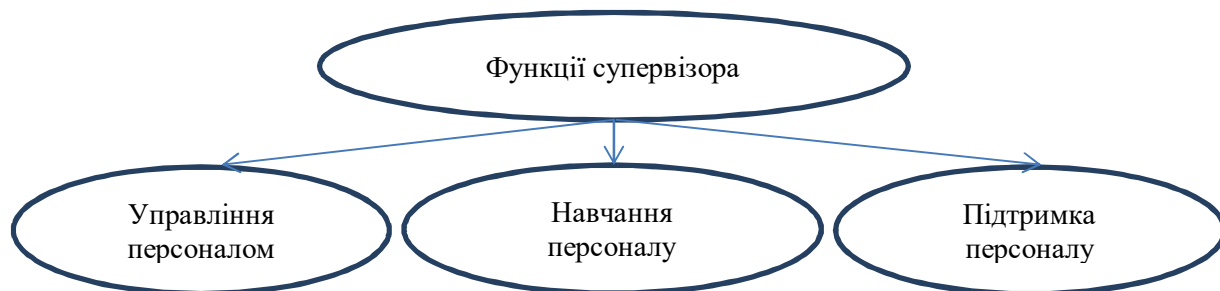 Функції супервізора
Управління
персоналом
Навчання
персоналу
Підтримка
персоналу